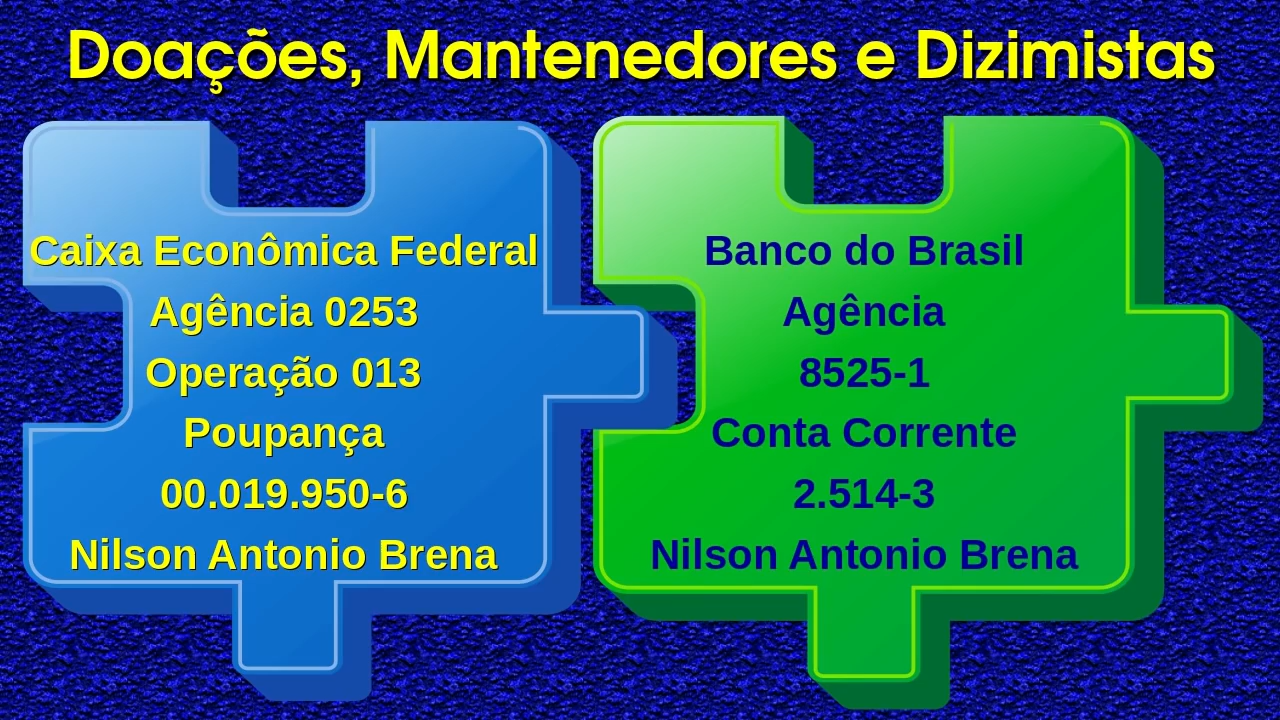 Doações, Mantenedores e Dizimistas
Caixa Econômica Federal
Agência 0253
Operação 013
Poupança
00.019.950-6
Nilson Antonio Brena
Banco do Brasil
Agência
8525-1
Conta Corrente
2.514-3
Nilson Antonio Brena